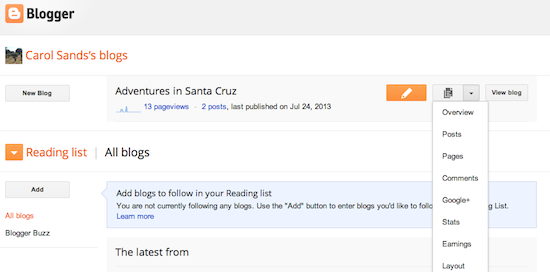 Blogger
Carol Sands's blogs
New Blog
Adventures in Santa Cruz
View blog
13 pageviews - 2 posts, last published on Jul 24, 2013
Overview
Posts
Pages
Comments
Google+
Stats
Earnings
Layout
Reading list | All blogs
Add
All blogs
Blogger Buzz
Add blogs to follow in your Reading list
You are not currently following any blogs. Use the "Add" button to enter blogs you'd like to follow ng List.
Learn more
The latest from